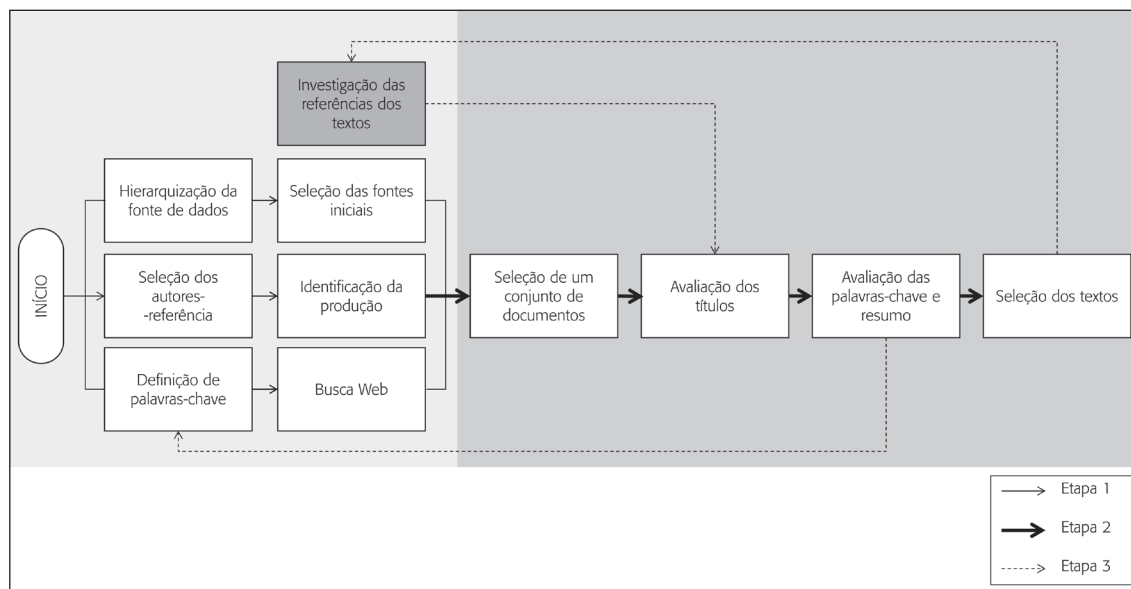 Investigação das
referências dos
textos
Hierarquização da
fonte de dados
Seleção das fontes
iniciais
INÍCIO
Seleção dos
autores-
-referência
Identificação da
produção
Seleção de um
conjunto de
documentos
Avaliação dos
títulos
Avaliação das
palavras-chave e
resumo
Seleção dos textos
Definição de
palavras-chave
Busca Web
Etapa 1
Etapa 2
Etapa 3